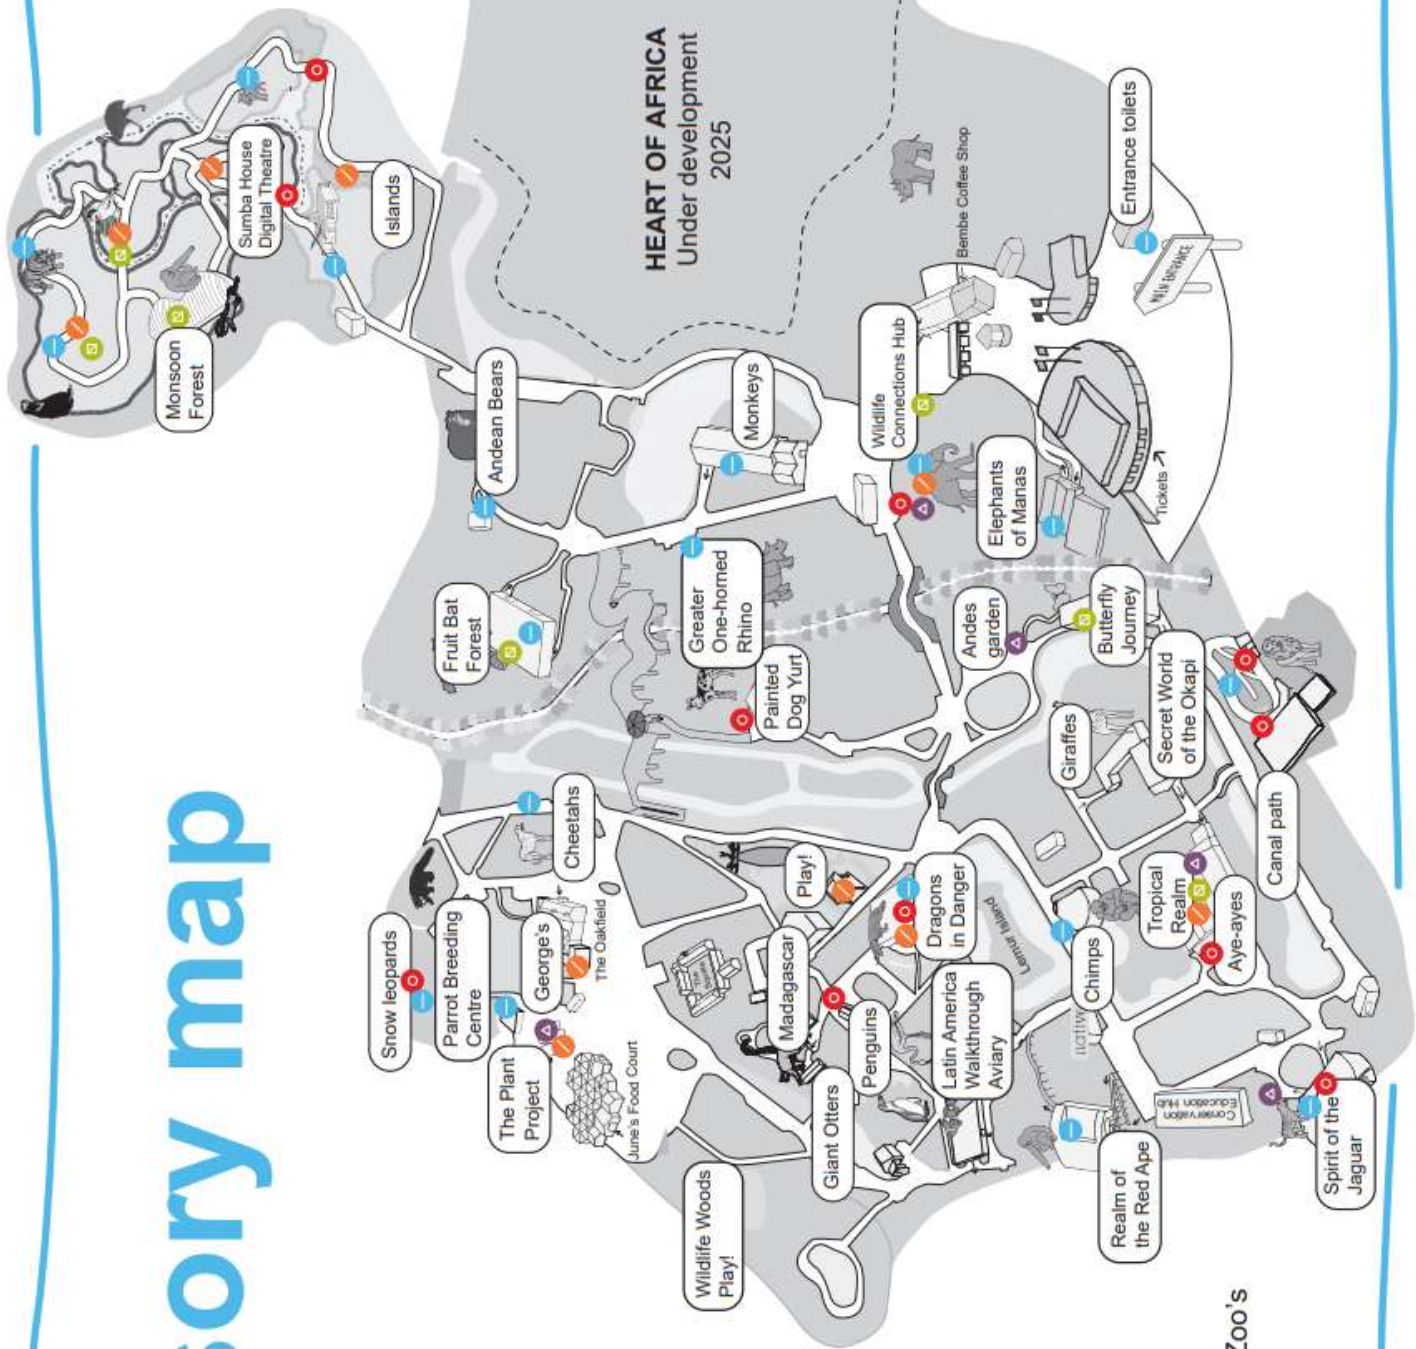 sory map
HEART OF AFRICA
Under development
2025
Sumba House
Digital Theatre
Islands
Monsoon
Forest
Andean Bears
Monkeys
Wildlife
Connections Hub
Bembe Coffee Shop
Entrance toilets
MAIN ENTRANCE
Tickets
Elephants
of Manas
Fruit Bat
Forest
Greater
One-horned
Rhino
Painted
Dog Yurt
Andes
garden
Butterfly
Journey
Giraffes
Secret World
of the Okapi
Canal path
Cheetahs
Play!
Snow leopards
Parrot Breeding
Centre
George's
The Oakfield
The Plant
Project
June's Food Court
The
Square
Madagascar
Dragons
in Danger
Lemur Island
Tropical
Realm
Aye-ayes
Chimps
native
Penguins
Latin America
Walkthrough
Aviary
Giant Otters
Wildlife Woods
Play!
Realm of
the Red Ape
Conservation
Education Hub
Spirit of the
Jaguar
Zoo's